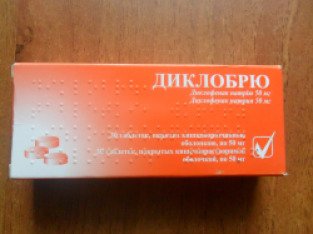 ДИКЛОБРЮ
Диклофенак натрію 50 мг
Диклофенак натрия 50 мг
30 таблеток, вкритих кишковорозчинною
оболонкою, по 50 мг
30 таблеток, покрытых кишечнорастворимой
оболочкой, по 50 мг